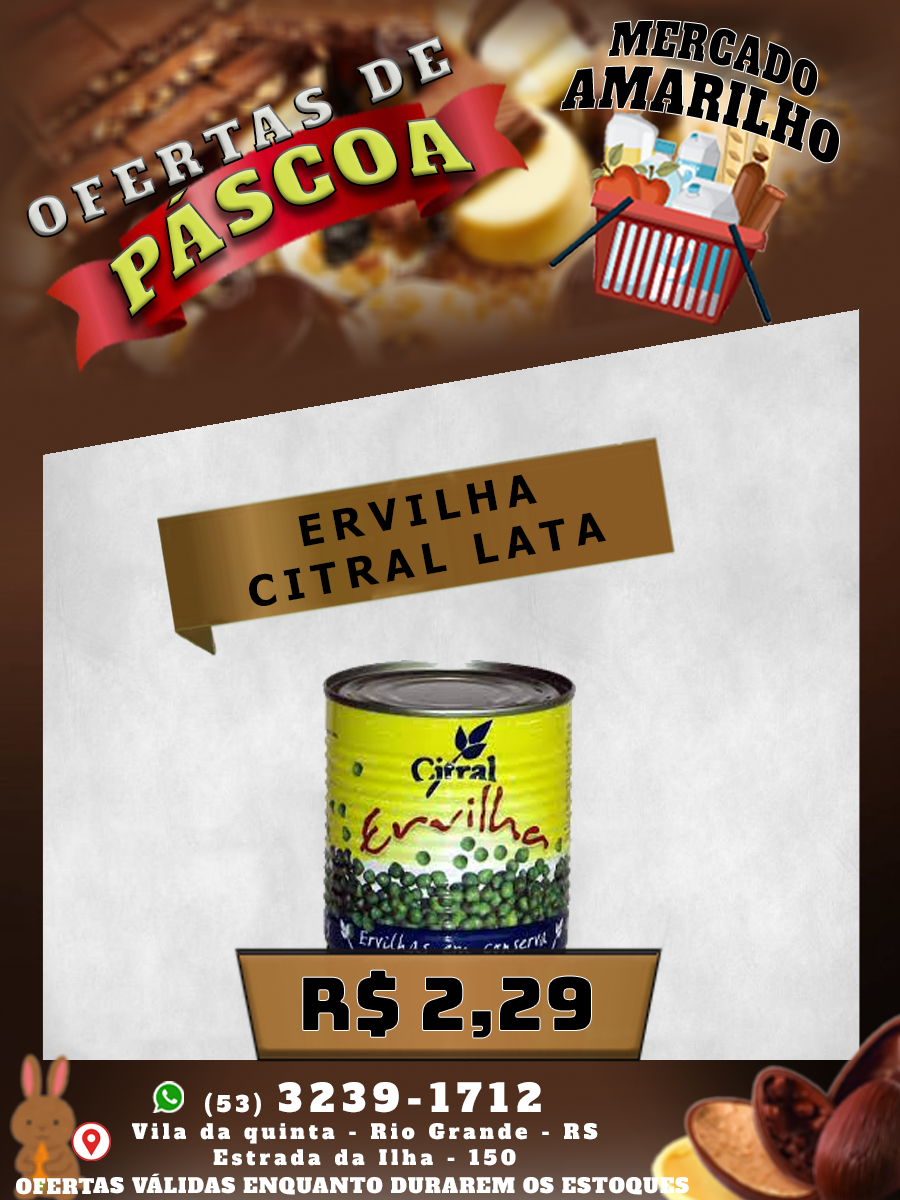 OFERTAS DE
PÁSCOA
MERCADO
AMARILHO
ERVILHA
CITRAL LATA
Citral
Ervilha
Ervilhas em conserva
R$ 2,29
(53) 3239-1712
Vila da quinta - Rio Grande - RS
Estrada da Ilha - 150
OFERTAS VÁLIDAS ENQUANTO DURAREM OS ESTOQUES